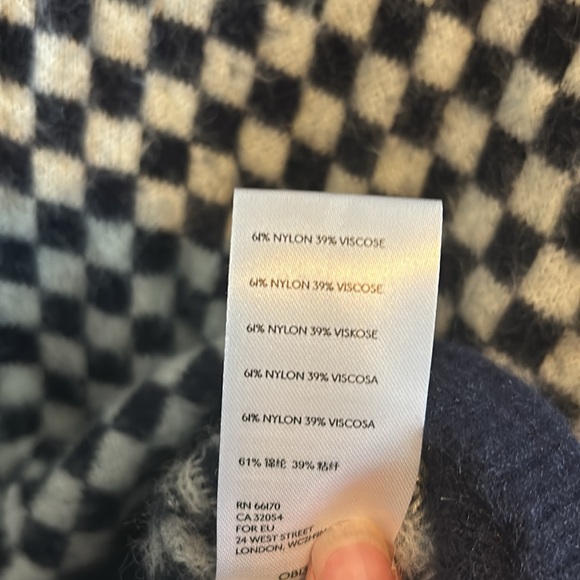 61% NYLON 39% VISCOSE
61% NYLON 39% VISCOSE
61% NYLON 39% VISKOSE
61% NYLON 39% VISCOSA
61% NYLON 39% VISCOSA
61% 锦纶 39% 粘纤
RN 66170
CA 32054
FOR EU
24 WEST STREET
LONDON,